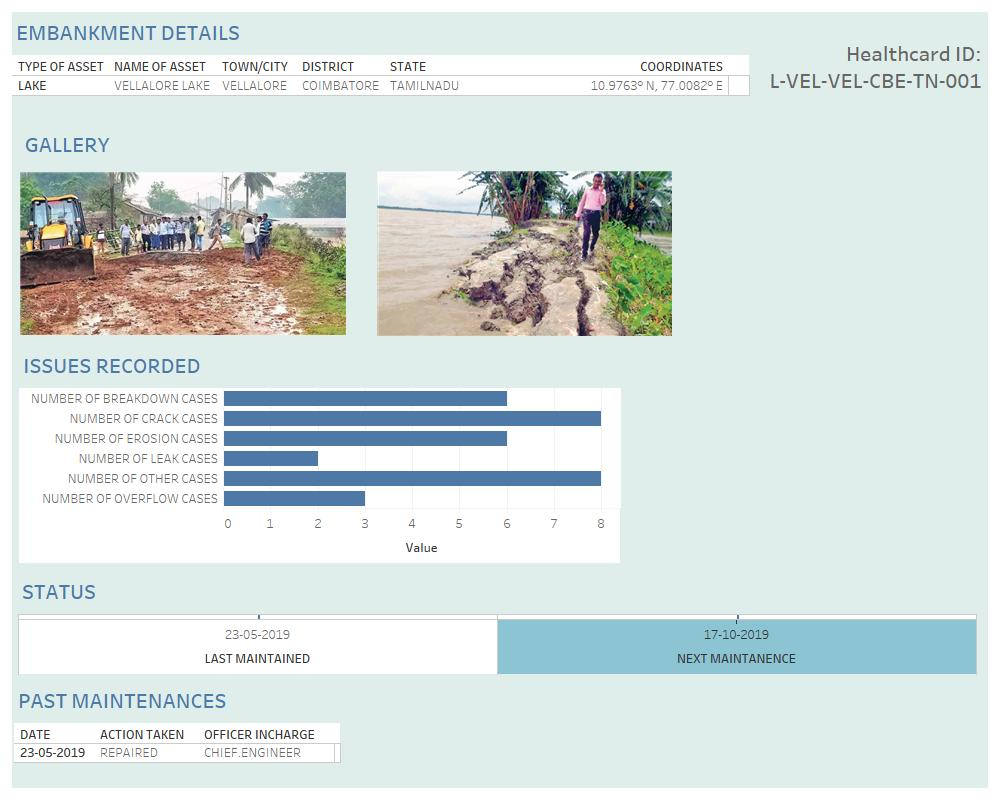 EMBANKMENT DETAILS
Healthcard ID:
L-VEL-VEL-CBE-TN-001
TYPE OF ASSET NAME OF ASSET TOWN/CITY DISTRICT STATE COORDINATES
LAKE VELLALORE LAKE VELLALORE COIMBATORE TAMILNADU 10.9763º N, 77.0082º E
GALLERY
ISSUES RECORDED
NUMBER OF BREAKDOWN CASES
NUMBER OF CRACK CASES
NUMBER OF EROSION CASES
NUMBER OF LEAK CASES
NUMBER OF OTHER CASES
NUMBER OF OVERFLOW CASES
0 1 2 3 4 5 6 7 8
Value
STATUS
23-05-2019 17-10-2019
LAST MAINTAINED NEXT MAINTANENCE
PAST MAINTENANCES
DATE ACTION TAKEN OFFICER INCHARGE
23-05-2019 REPAIRED CHIEF.ENGINEER